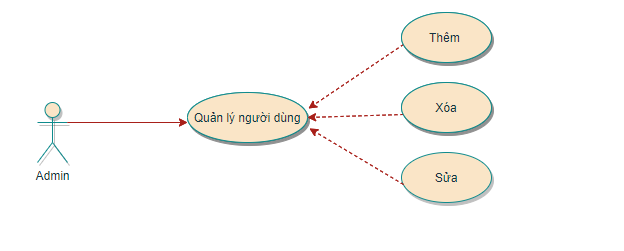 Thêm
Quản lý người dùng
Xóa
Admin
Sửa